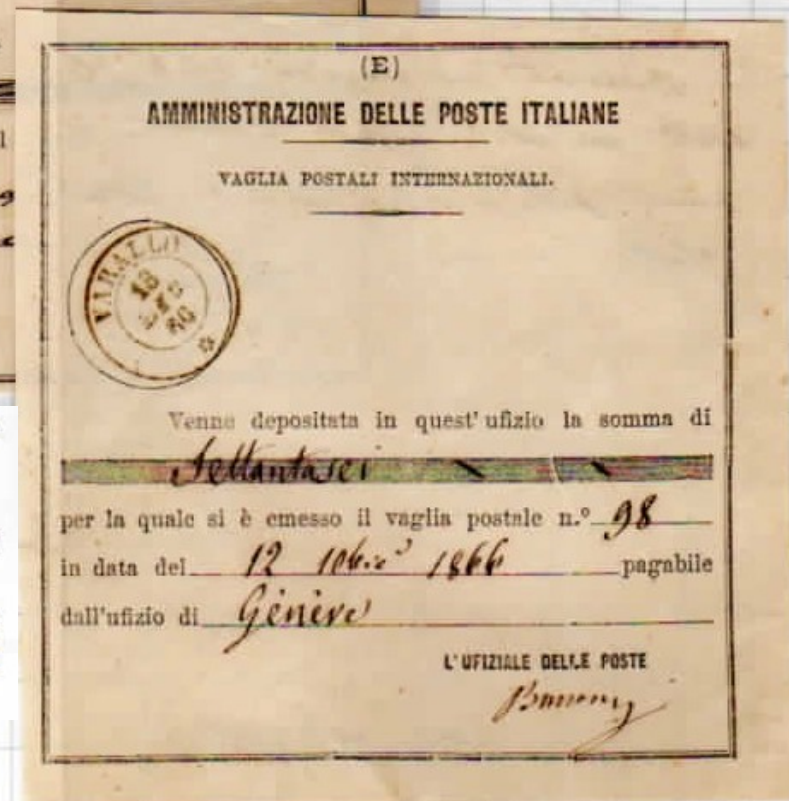 (E)
AMMINISTRAZIONE DELLE POSTE ITALIANE
VAGLIA POSTALI INTERNAZIONALI.
VARALLO
Venne depositata in quest' ufizio la somma di
Settantasei
per la quale si è emesso il vaglia postale n.° 98
in data del 12 10bre 1866 pagabile
dall'ufizio di Génève
L'UFIZIALE DELLE POSTE